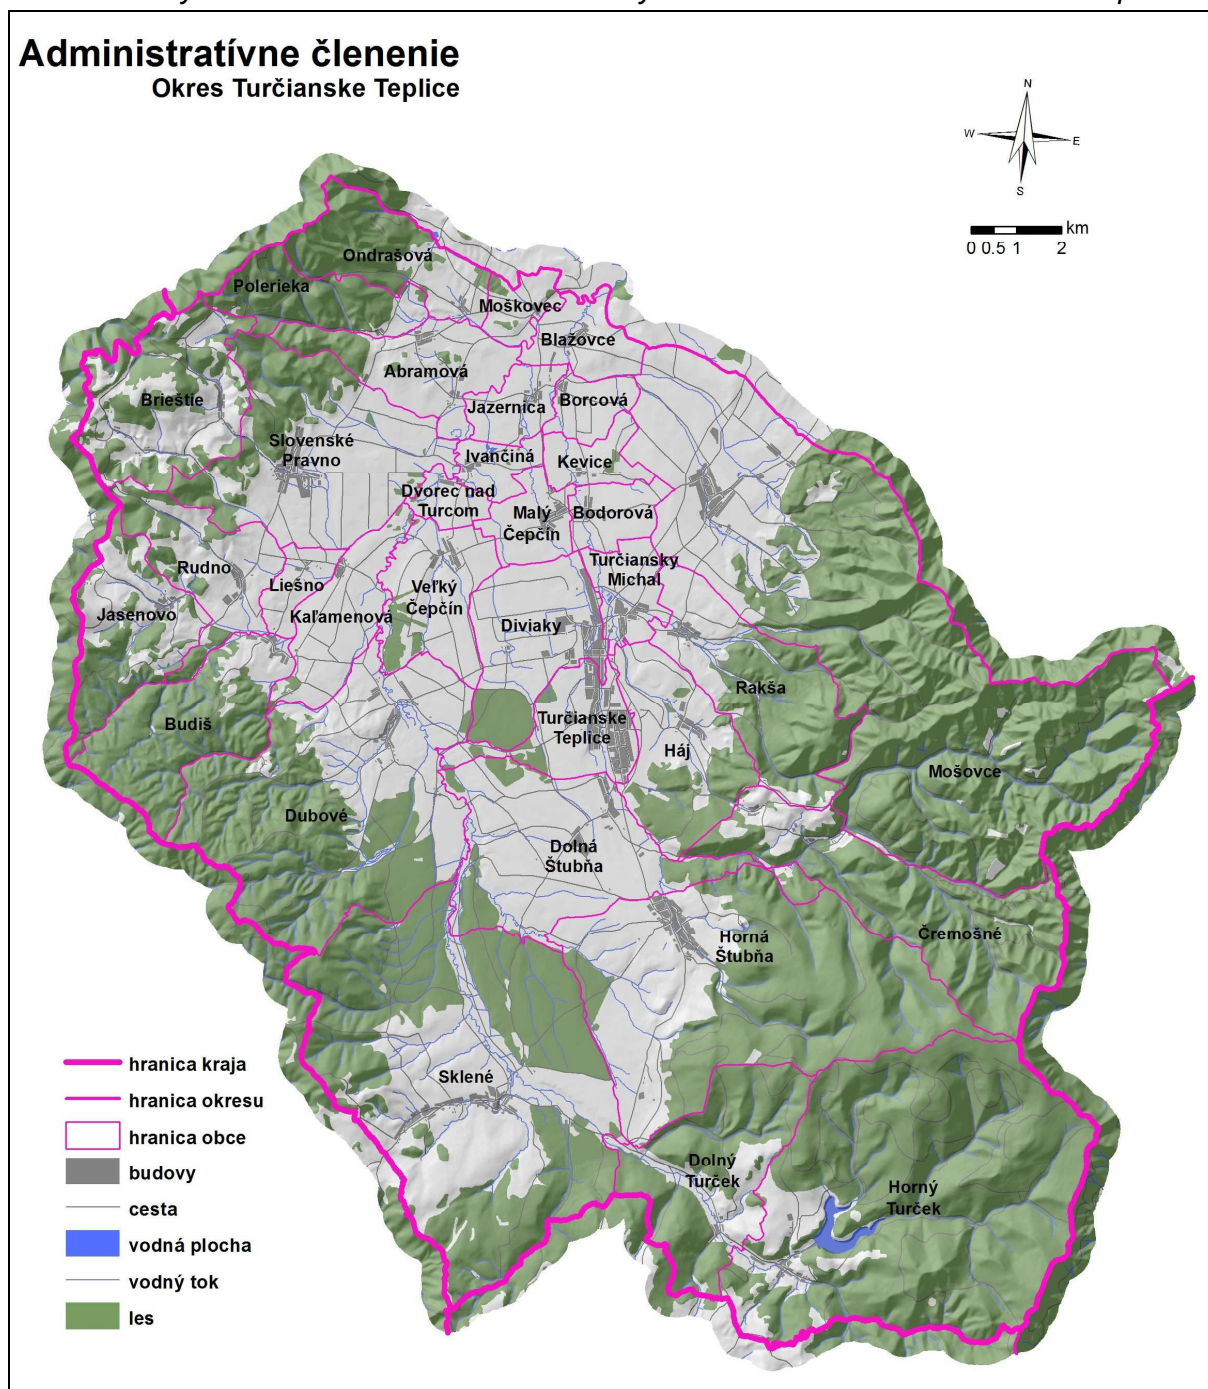 Administratívne členenie
Okres Turčianske Teplice
N
W
E
S
km
0 0.5 1 2
Ondrašová
Polerieka
Moškovec
Blažovce
Abramová
Brieštie
Jazernica
Borcová
Slovenské
Pravno
Ivančiná
Kevice
Dvorec nad
Turcom
Malý
Čepčín
Bodorová
Turčiansky
Michal
Rudno
Liešno
Veľký
Čepčín
Jasenovo
Kaľamenová
Diviaky
Rakša
Budiš
Turčianske
Teplice
Háj
Mošovce
Dubové
Dolná
Štubňa
Horná
Štubňa
Čremošné
Sklené
Dolný
Turček
Horný
Turček
hranica kraja
hranica okresu
hranica obce
budovy
cesta
vodná plocha
vodný tok
les